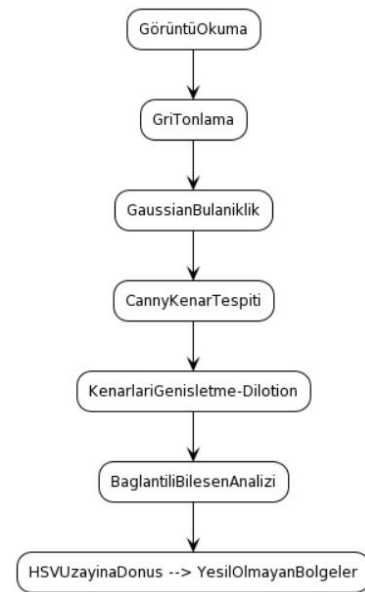 GörüntüOkuma
GriTonlama
GaussianBulaniklik
CannyKenarTespiti
KenarlariGenisletme-Dilotion
BaglantiliBilesenAnalizi
HSVUzayinaDonus --> YesilOlmayanBolgeler